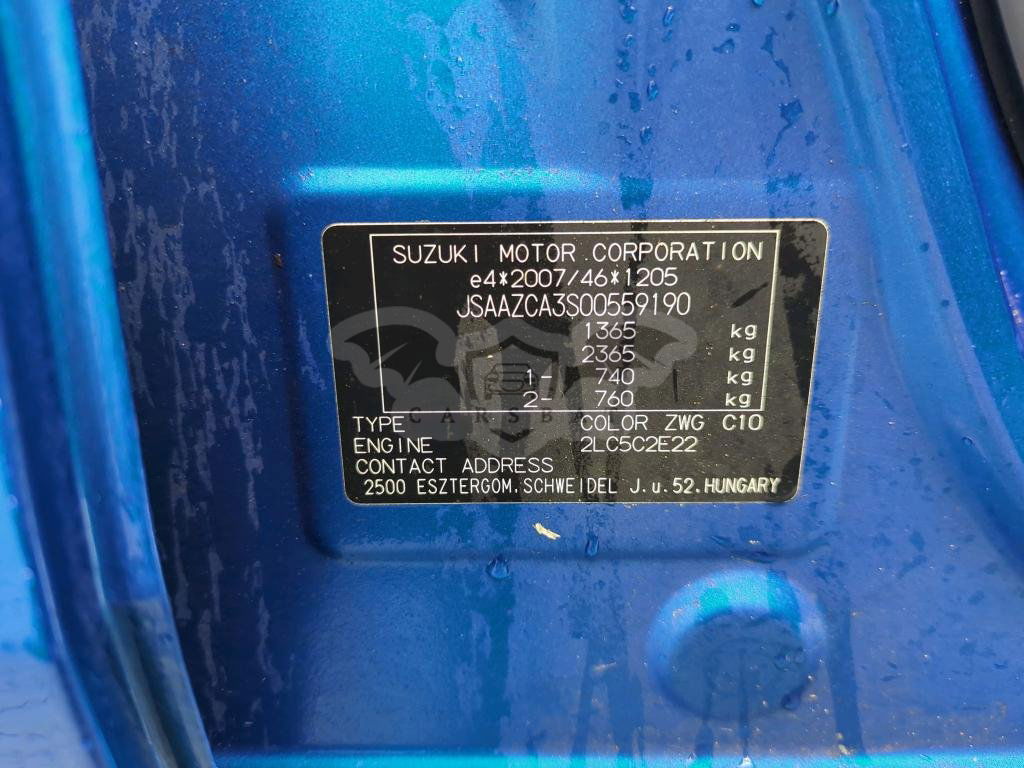 SUZUKI MOTOR CORPORATION
e4*2007/46*1205
JSAAZCA3S00559190
1365 kg
2365 kg
1- 740 kg
2- 760 kg
CARSBA
TYPE COLOR ZWG C10
ENGINE 2LC5C2E22
CONTACT ADDRESS
2500 ESZTERGOM.SCHWEIDEL J.u.52.HUNGARY